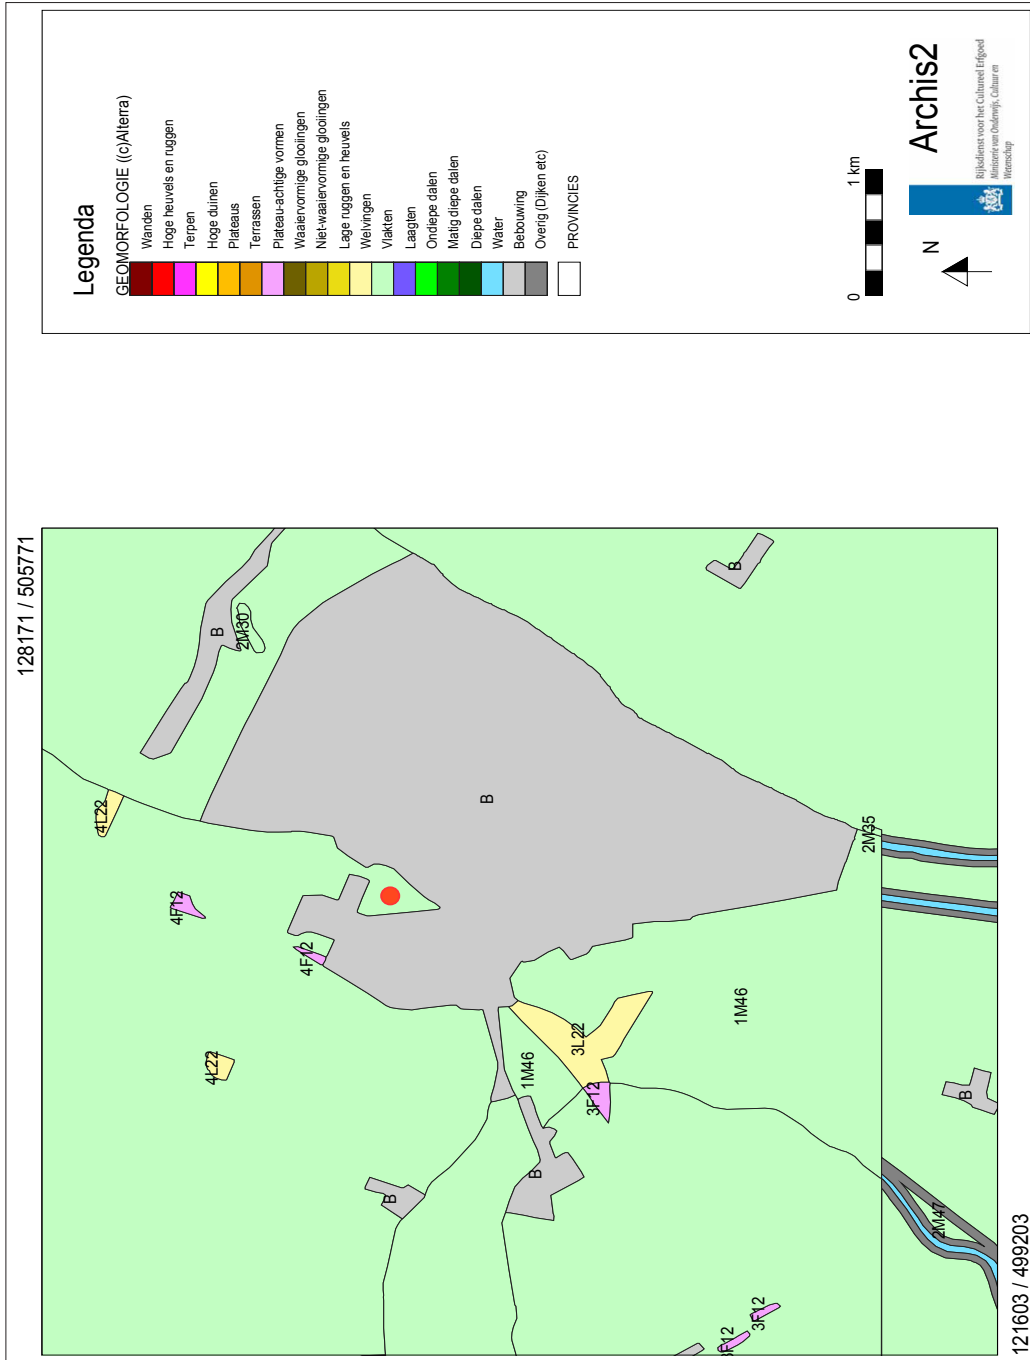 128171 / 505771
121603 / 499203
B
2M30
4L22
4F12
4F12
4L22
B
B
2M35
1M46
3L22
1M46
3F12
B
B
B
2M47
3F12
3F12
Legenda
GEOMORFOLOGIE ((c)Alterra)
Wanden
Hoge heuvels en ruggen
Terpen
Hoge duinen
Plateaus
Terrassen
Plateau-achtige vormen
Waaiervormige glooiingen
Niet-waaiervormige glooiingen
Lage ruggen en heuvels
Welvingen
Vlakten
Laagten
Ondiepe dalen
Matig diepe dalen
Diepe dalen
Water
Bebouwing
Overig (Dijken etc)
PROVINCIES
0 1 km
N
Archis2
Rijksdienst voor het Cultureel Erfgoed
Ministerie van Onderwijs, Cultuur en
Wetenschap